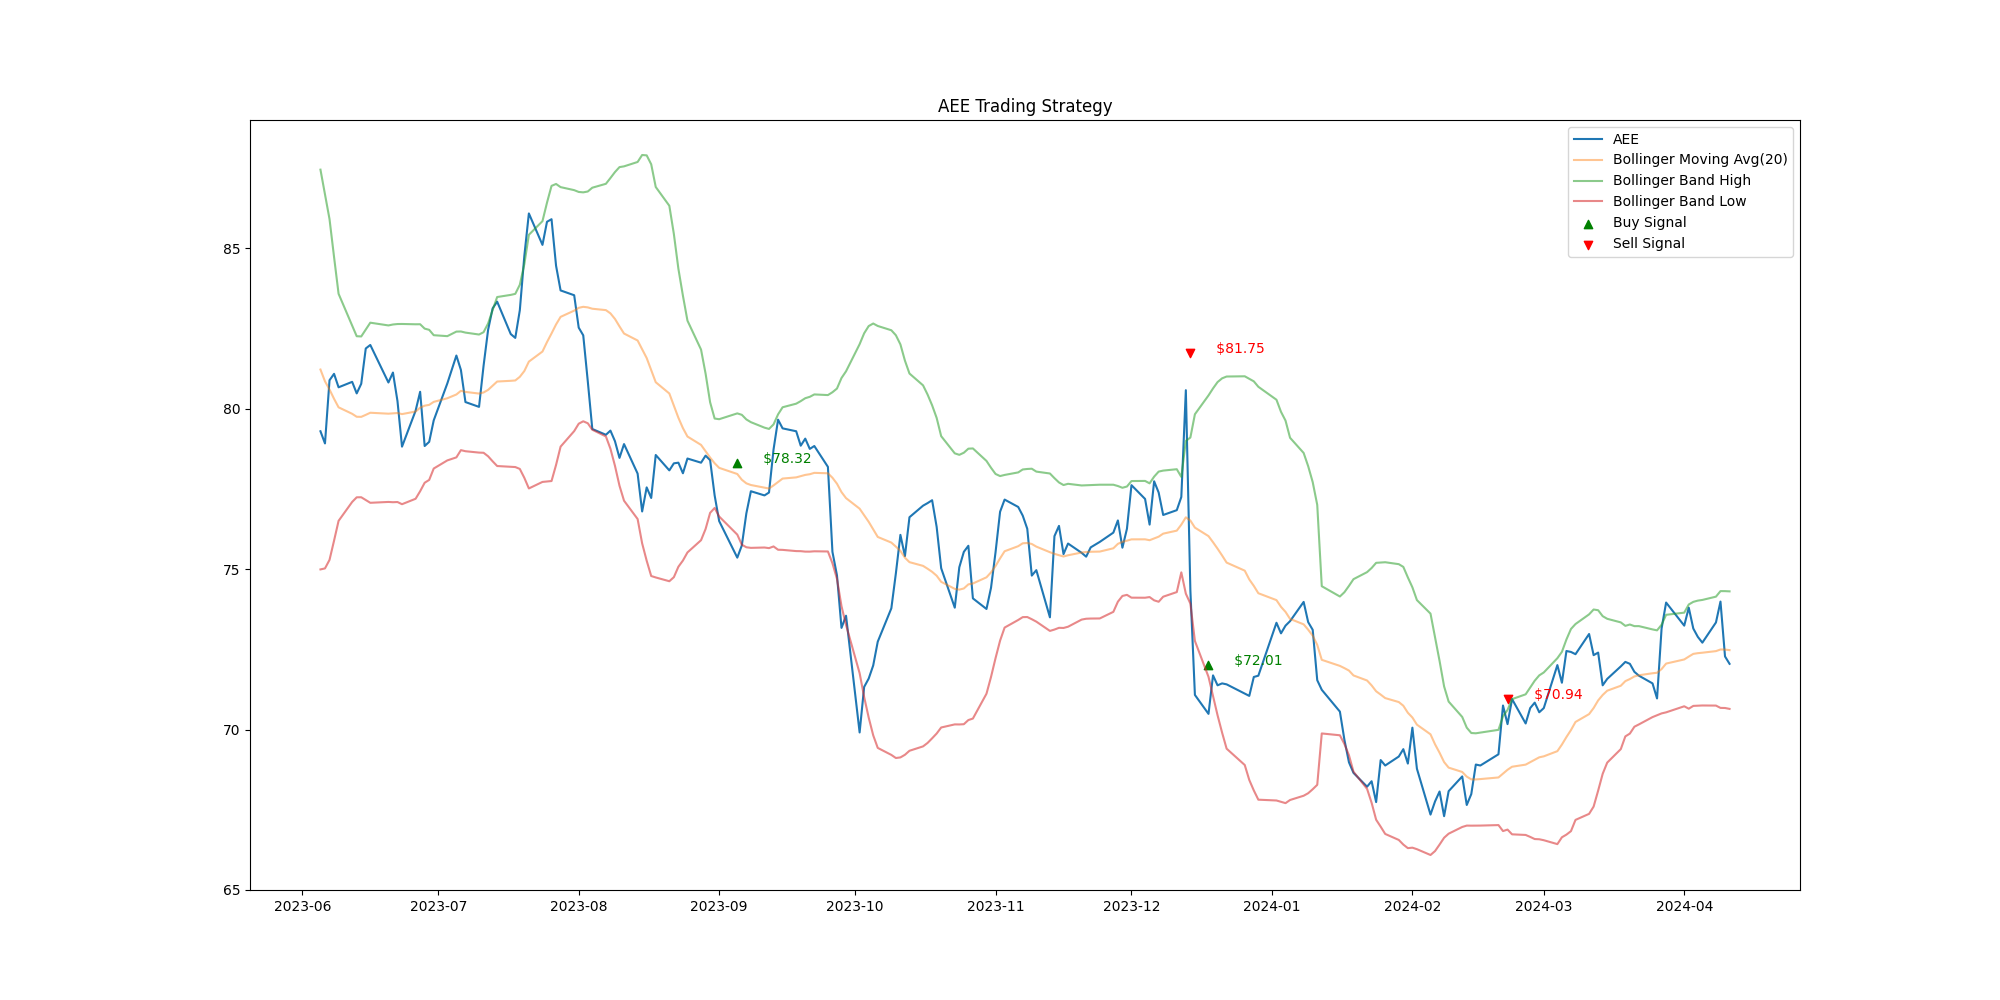 AEE Trading Strategy
AEE
Bollinger Moving Avg(20)
Bollinger Band High
Bollinger Band Low
Buy Signal
Sell Signal
85
80
75
70
65
$81.75
$78.32
$72.01
$70.94
2023-06
2023-07
2023-08
2023-09
2023-10
2023-11
2023-12
2024-01
2024-02
2024-03
2024-04